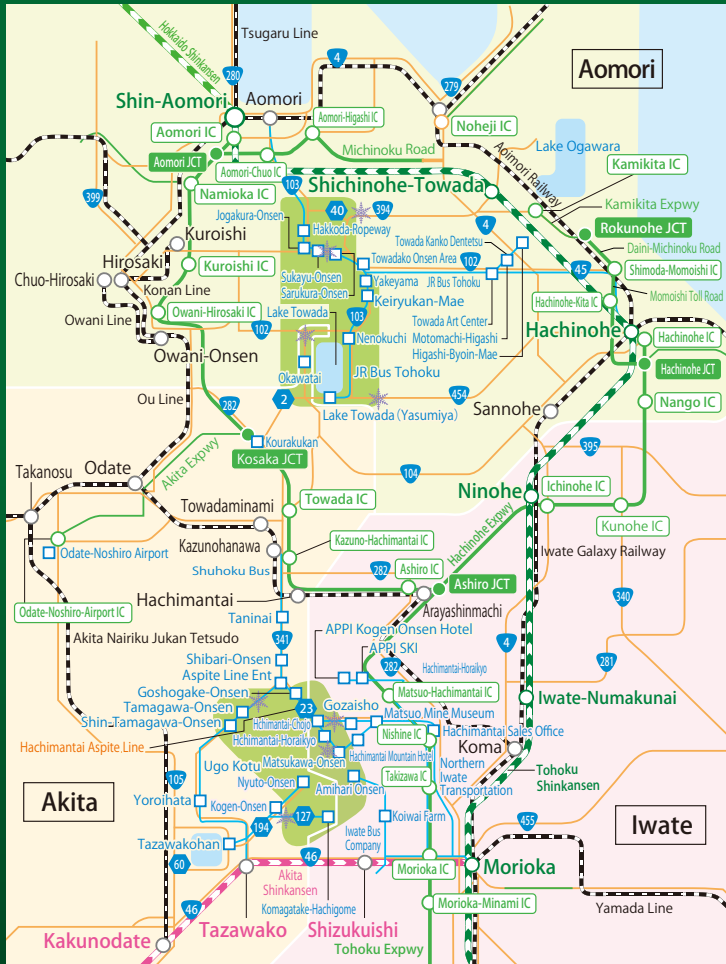 Hokkaido Shinkansen
Tsugaru Line
280
4
279
Aomori
Shin-Aomori
Aomori
Aomori-Higashi IC
Noheji IC
Aomori IC
Aomori JCT
Aomori-Chuo IC
Michinoku Road
Aoimori Railway
Lake Ogawara
Kamikita IC
399
Namioka IC
103
Shichinohe-Towada
Kamikita Expwy
Jogakura-Onsen
40
394
4
Rokunohe JCT
Kuroishi
Hakkoda-Ropeway
Towada Kanko Dentetsu
Daini-Michinoku Road
Hirosaki
Kuroishi IC
Sukayu-Onsen
Towadako Onsen Area
102
45
Shimoda-Momoishi IC
Chuo-Hirosaki
Konan Line
Sarukura-Onsen
Yakeyama
JR Bus Tohoku
Momoishi Toll Road
Owani Line
Owani-Hirosaki IC
Lake Towada
Keiryukan-Mae
Hachinohe-Kita IC
103
Towada Art Center
102
Motomachi-Higashi
Hachinohe
Hachinohe IC
Owani-Onsen
Nenokuchi
Higashi-Byoin-Mae
Okawatai
JR Bus Tohoku
Hachinohe JCT
Ou Line
282
2
454
Nango IC
Lake Towada (Yasumiya)
Sannohe
Kourakukan
Akita Expwy
Kosaka JCT
395
Takanosu
Odate
104
Ninohe
Ichinohe IC
Towadaminami
Towada IC
Kunohe IC
Kazunohanawa
Kazuno-Hachimantai IC
Hachinohe Expwy
Iwate Galaxy Railway
Odate-Noshiro Airport
Shuhoku Bus
282
Ashiro IC
Ashiro JCT
340
Odate-Noshiro-Airport IC
Hachimantai
Arayashinmachi
Taninai
Akita Nairiku Jukan Tetsudo
341
APPI Kogen Onsen Hotel
4
281
Shibari-Onsen
APPI SKI
Aspite Line Ent
282
Hachimantai-Horaikyo
Goshogake-Onsen
Matsuo-Hachimantai IC
Iwate-Numakunai
Tamagawa-Onsen
23
Gozaisho
Matsuo Mine Museum
Shin-Tamagawa-Onsen
Hchimantai-Chojo
Nishine IC
Hachimantai Sales Office
Hachimantai Aspite Line
Hchimantai-Horaikyo
Koma
Matsukawa-Onsen
Hachimantai Mountain Hotel
Northern
Iwate
Transportation
Ugo Kotu
Takizawa IC
Tohoku
Shinkansen
105
Nyuto-Onsen
Amihari Onsen
Akita
Yoroihata
Kogen-Onsen
127
Koiwai Farm
455
Iwate
194
Iwate Bus
Company
Tazawakohan
60
46
Morioka IC
Morioka
Akita
Shinkansen
46
Komagatake-Hachigome
Morioka-Minami IC
Yamada Line
Tazawako
Shizukuishi
Kakunodate
Tohoku Expwy